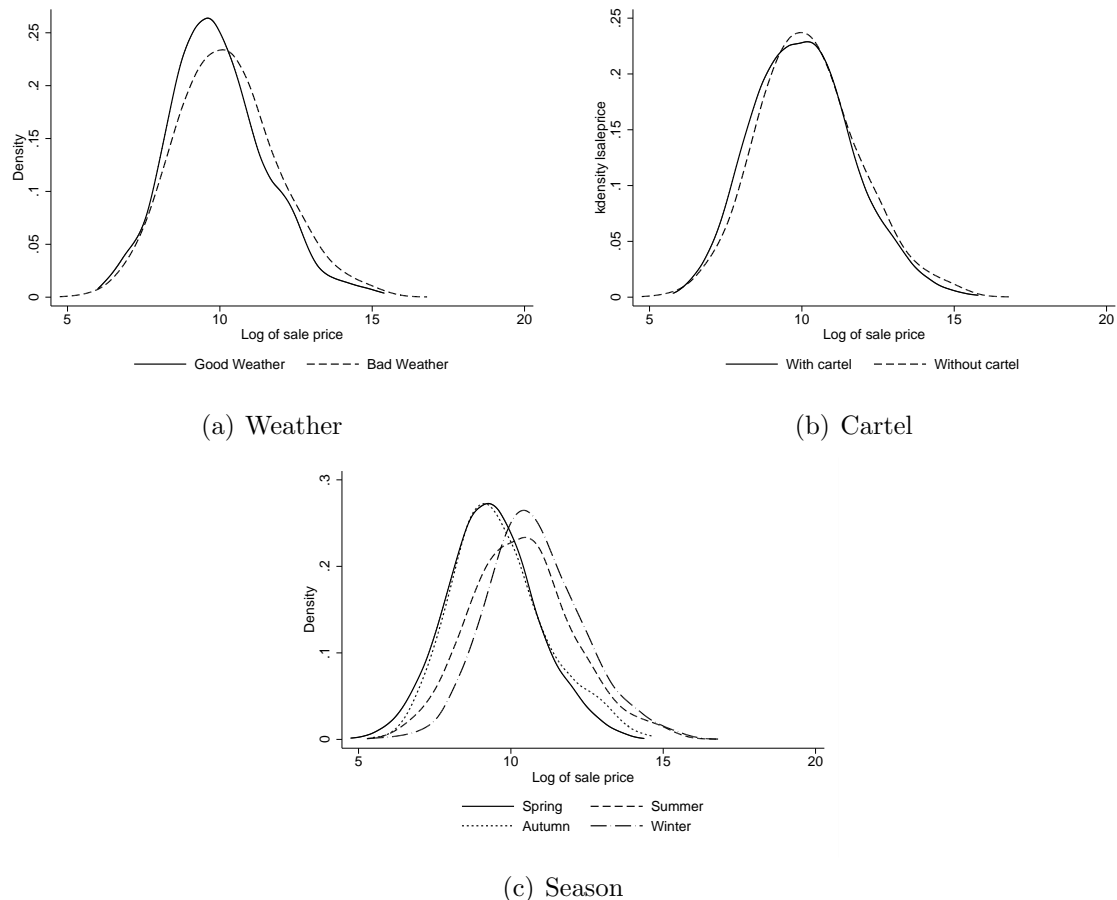 0 .05 .1 .15 .2 .25
Density
5 10 15 20
Log of sale price
Good Weather Bad Weather
(a) Weather
0 .05 .1 .15 .2 .25
kdensity lsaleprice
5 10 15 20
Log of sale price
With cartel Without cartel
(b) Cartel
0 .1 .2 .3
Density
5 10 15 20
Log of sale price
Spring Summer
Autumn Winter
(c) Season